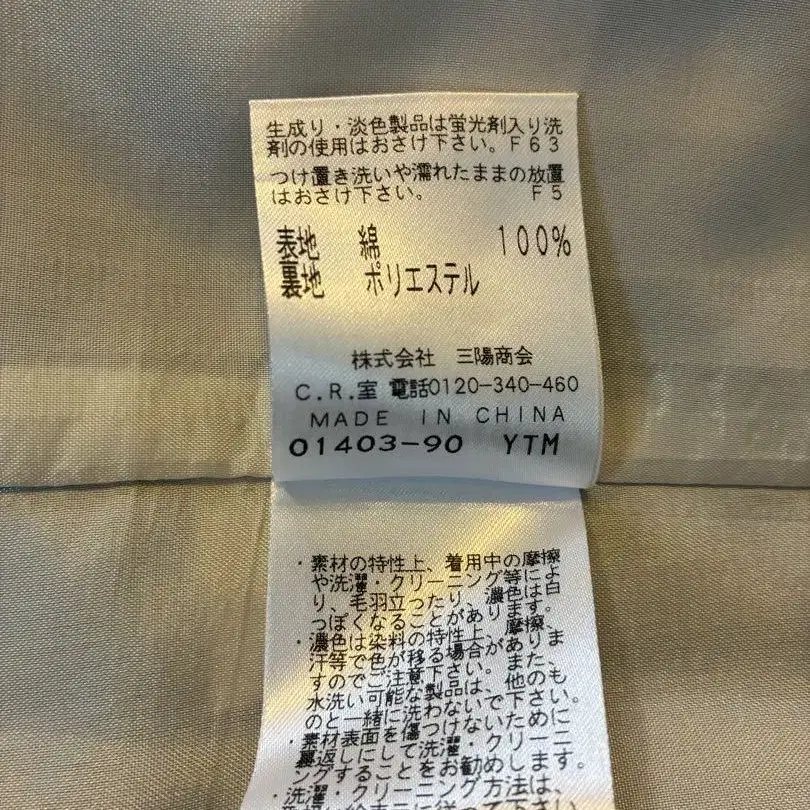 生成り・淡色製品は蛍光剤入り洗
剤の使用はおさけ下さい。F63
つけ置き洗いや濡れたままの放置
はおさけ下さい。 F5
表地 綿 100%
裏地 ポリエステル
株式会社 三陽商会
C.R.室 電話0120-340-460
MADE IN CHINA
01403-90 YTM
・素材の特性上、着用中の摩擦
や洗濯・クリーニング等によ
り、毛羽立ったり、濃色は白
っぽくなることがあります。
・濃色は染料の特性上、摩擦、
汗等で色が移る場合がありま
すのでご注意下さい。また、
水洗い可能な製品は、他のも
のと一緒に洗わないで下さい。
・素材表面を傷つけないために
裏返しにして洗濯・クリーニ
ングすることをお勧めします。
・洗濯・クリーニング方法は、